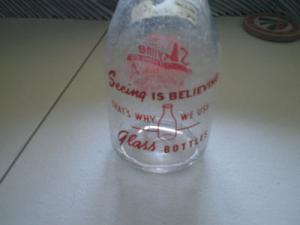 Seeing IS BELIEVING
THAT'S WHY WE USE
Glass BOTTLES